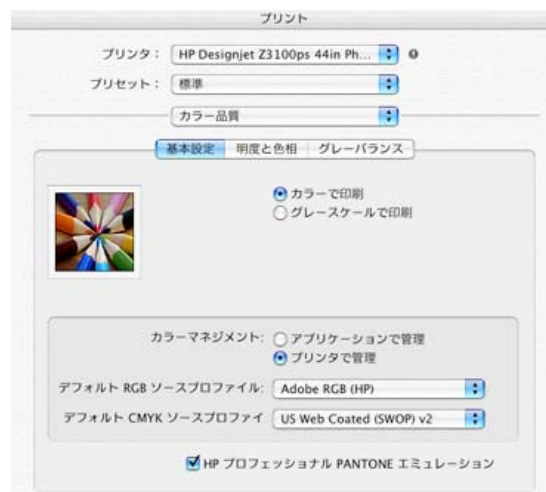 プリント
プリンタ： HP Designjet Z3100ps 44in Ph...
プリセット： 標準
カラー品質
基本設定 明度と色相 グレーバランス
カラーで印刷
グレースケールで印刷
カラーマネジメント: アプリケーションで管理
プリンタで管理
デフォルト RGB ソースプロファイル: Adobe RGB (HP)
デフォルト CMYK ソースプロファイ US Web Coated (SWOP) v2
HP プロフェッショナル PANTONE エミュレーション